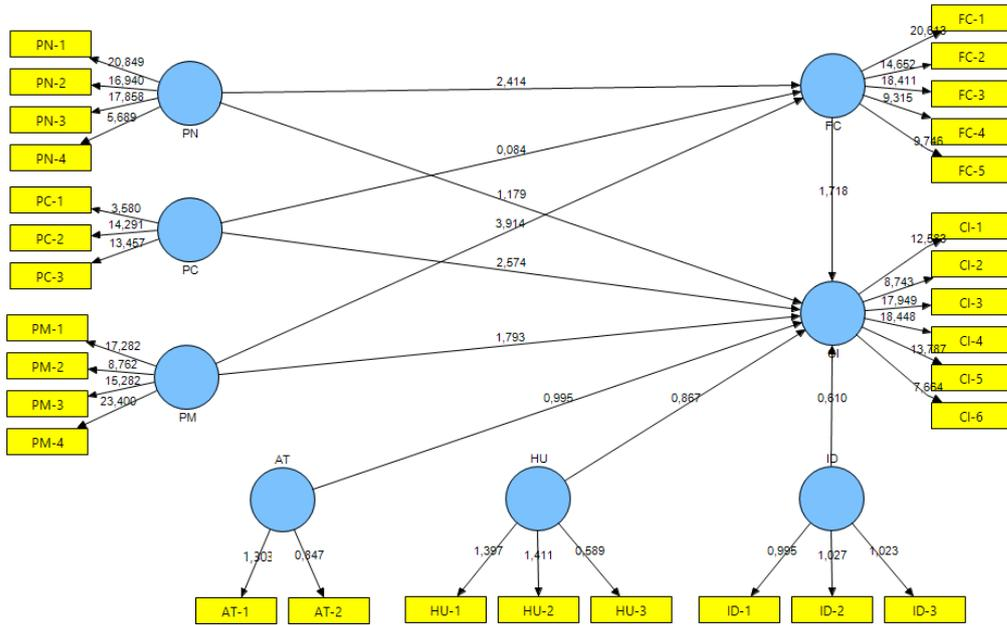 PN-1
PN-2
PN-3
PN-4
20,849
16,940
17,858
5,689
PN
PC-1
PC-2
PC-3
3,580
14,291
13,457
PC
PM-1
PM-2
PM-3
PM-4
17,282
8,762
15,282
23,400
PM
2,414
0,084
1,179
3,914
2,574
1,793
1,718
0,995
0,867
0,610
FC
14,652
18,411
9,315
9,746
FC-1
FC-2
FC-3
FC-4
FC-5
CI
8,743
17,949
18,448
13,787
7,664
CI-1
CI-2
CI-3
CI-4
CI-5
CI-6
AT
1,303
0,847
AT-1
AT-2
HU
1,397
1,411
0,589
HU-1
HU-2
HU-3
ID
0,995
1,027
1,023
ID-1
ID-2
ID-3